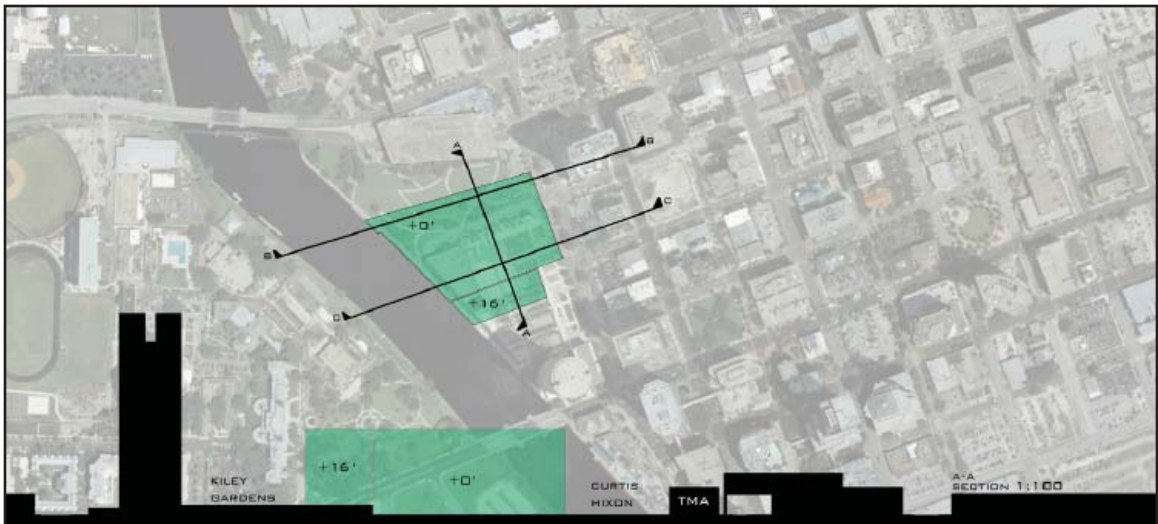 A
B
C
+0'
B
+16'
C
A
+16'
+0'
KILEY
GARDENS
CURTIS
HIXON
TMA
A-A
SECTION 1:100